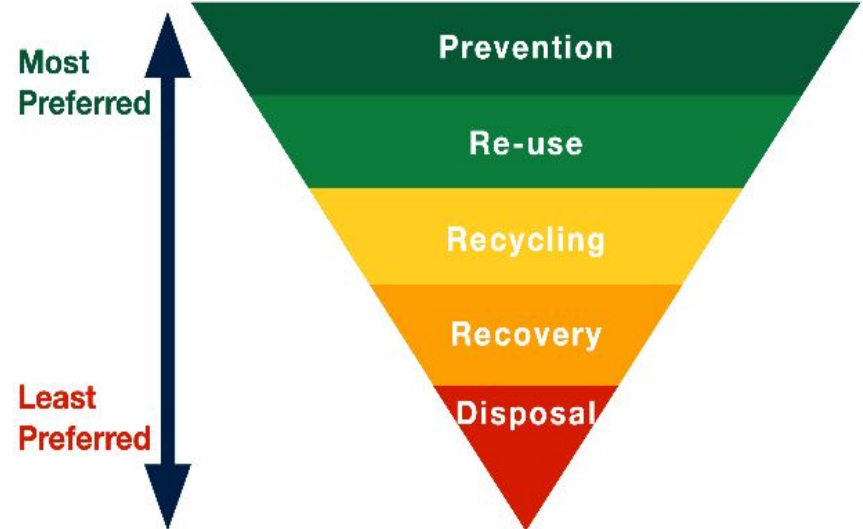 Most
Preferred
Prevention
Re-use
Recycling
Recovery
Disposal
Least
Preferred